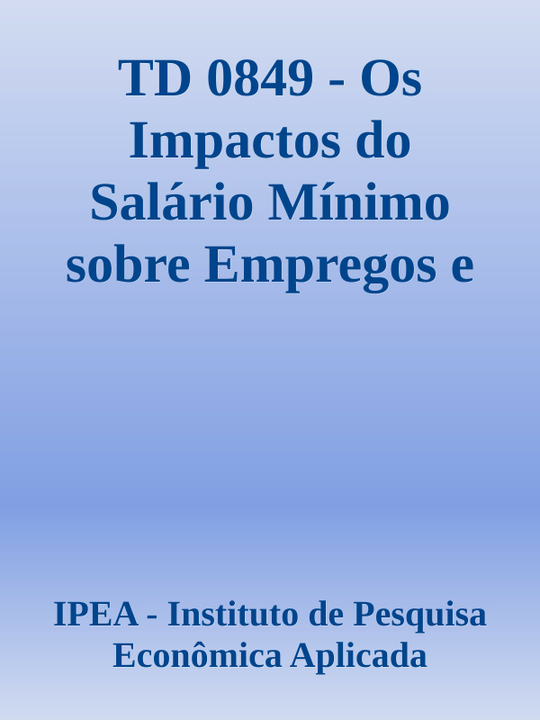 TD 0849 - Os
Impactos do
Salário Mínimo
sobre Empregos e
IPEA - Instituto de Pesquisa
Econômica Aplicada